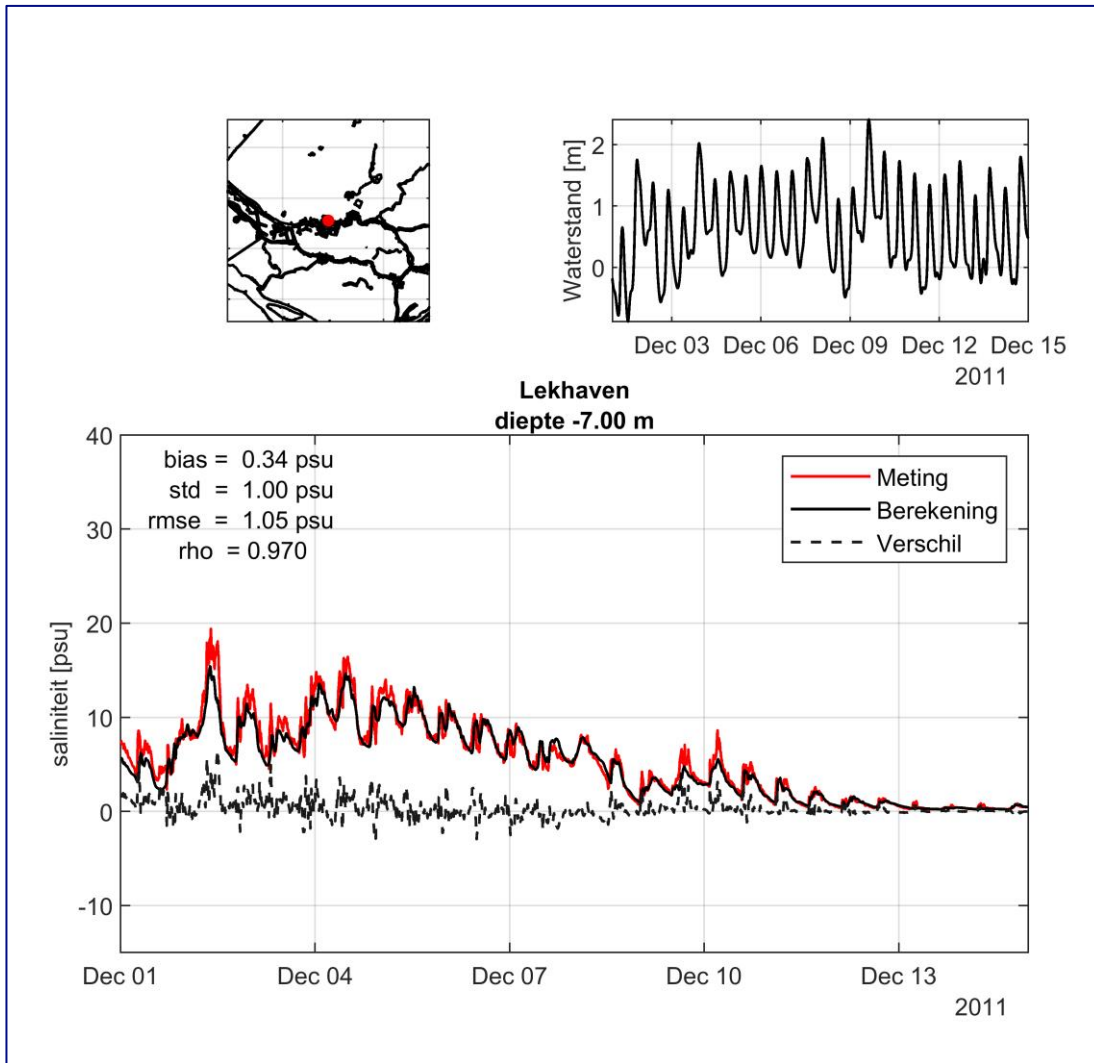 2
1
0
Waterstand [m]
Dec 03 Dec 06 Dec 09 Dec 12 Dec 15
2011
Lekhaven
diepte -7.00 m
40
30
20
10
0
-10
saliniteit [psu]
bias = 0.34 psu
std = 1.00 psu
rmse = 1.05 psu
rho = 0.970
Meting
Berekening
Verschil
Dec 01 Dec 04 Dec 07 Dec 10 Dec 13
2011